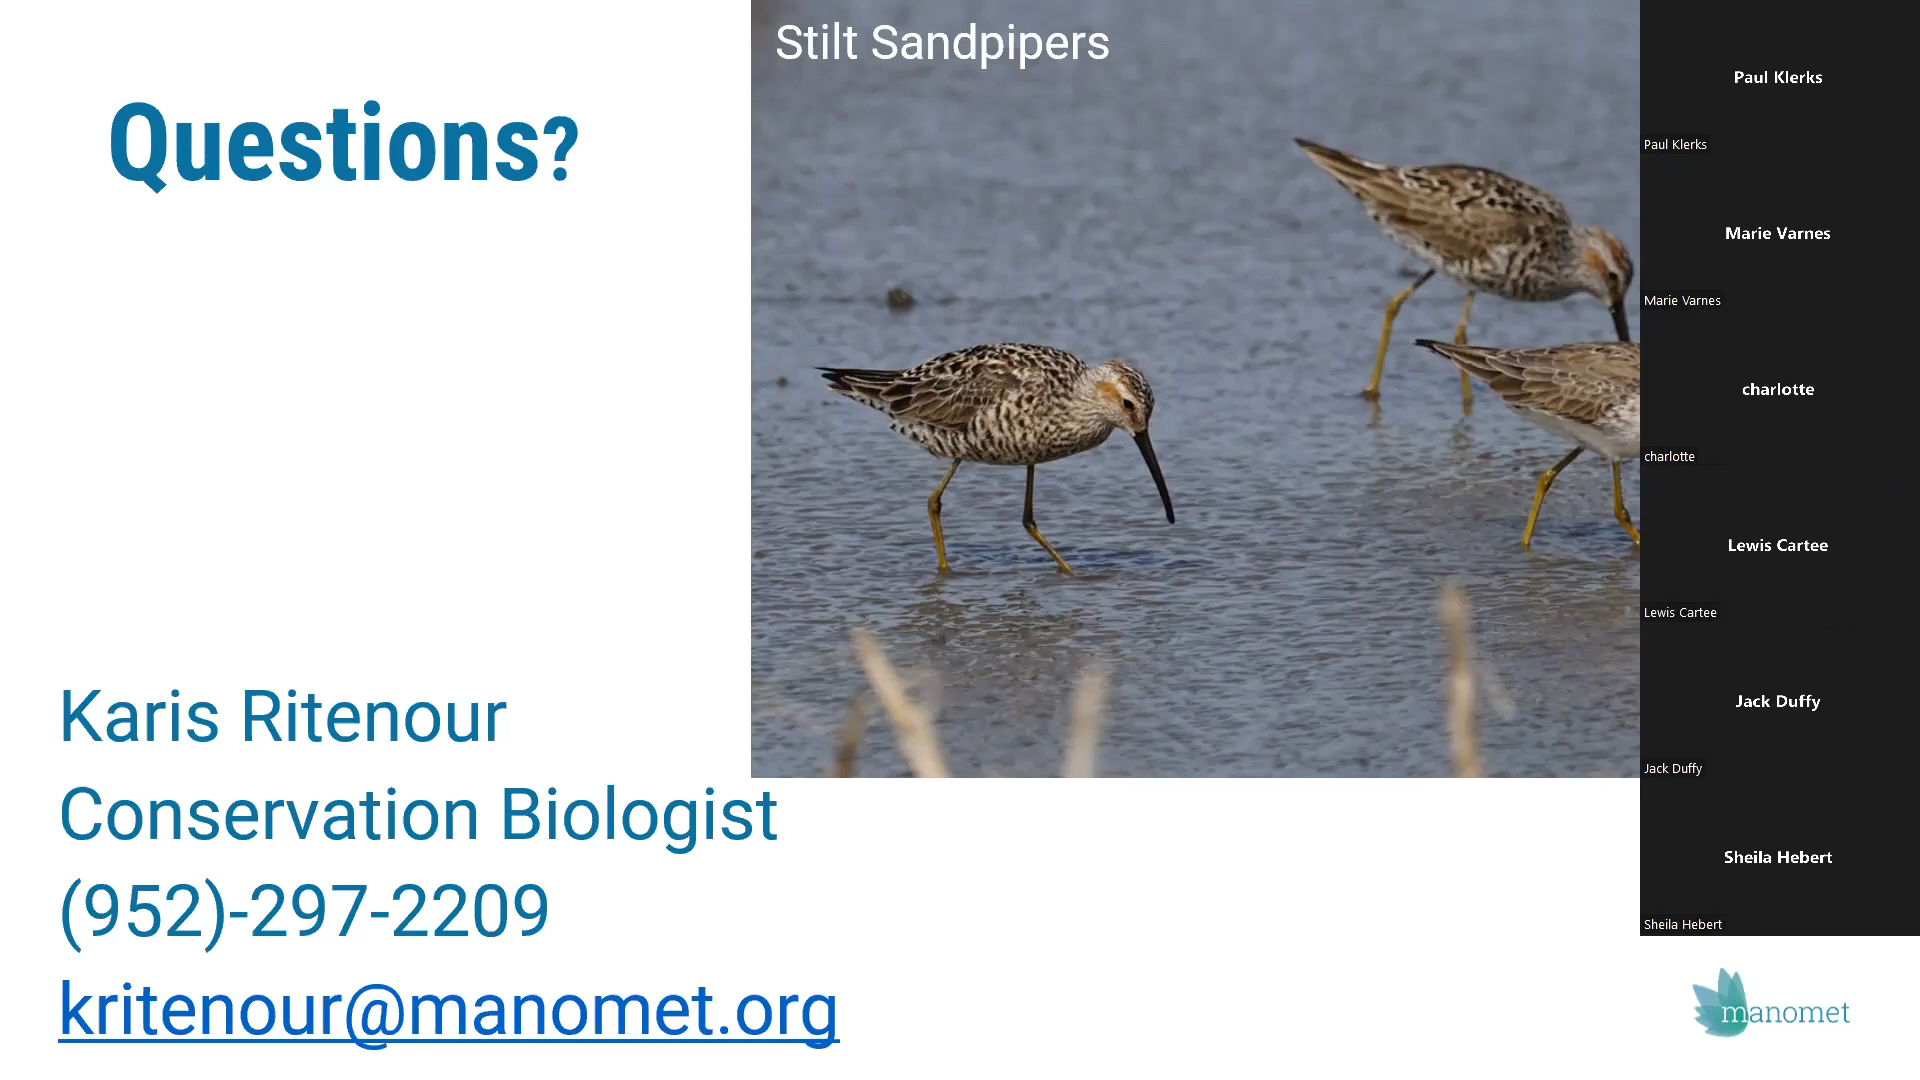 Stilt Sandpipers
Questions?
Karis Ritenour
Conservation Biologist
(952)-297-2209
kritenour@manomet.org
Paul Klerks
Paul Klerks
Marie Varnes
Marie Varnes
charlotte
charlotte
Lewis Cartee
Lewis Cartee
Jack Duffy
Jack Duffy
Sheila Hebert
Sheila Hebert
manomet